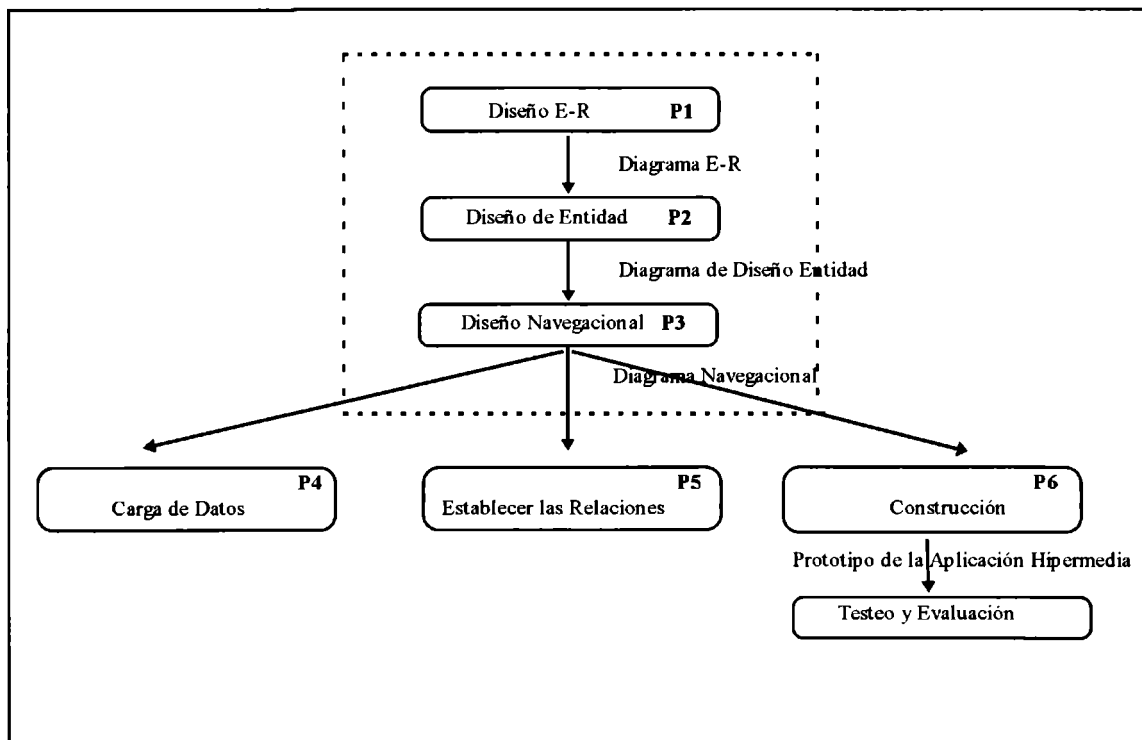 Diseño E-R P1
Diagrama E-R
Diseño de Entidad P2
Diagrama de Diseño Entidad
Diseño Navegacional P3
Diagrama Navegacional
P4
Carga de Datos
P5
Establecer las Relaciones
P6
Construcción
Prototipo de la Aplicación Hipermedia
Testeo y Evaluación